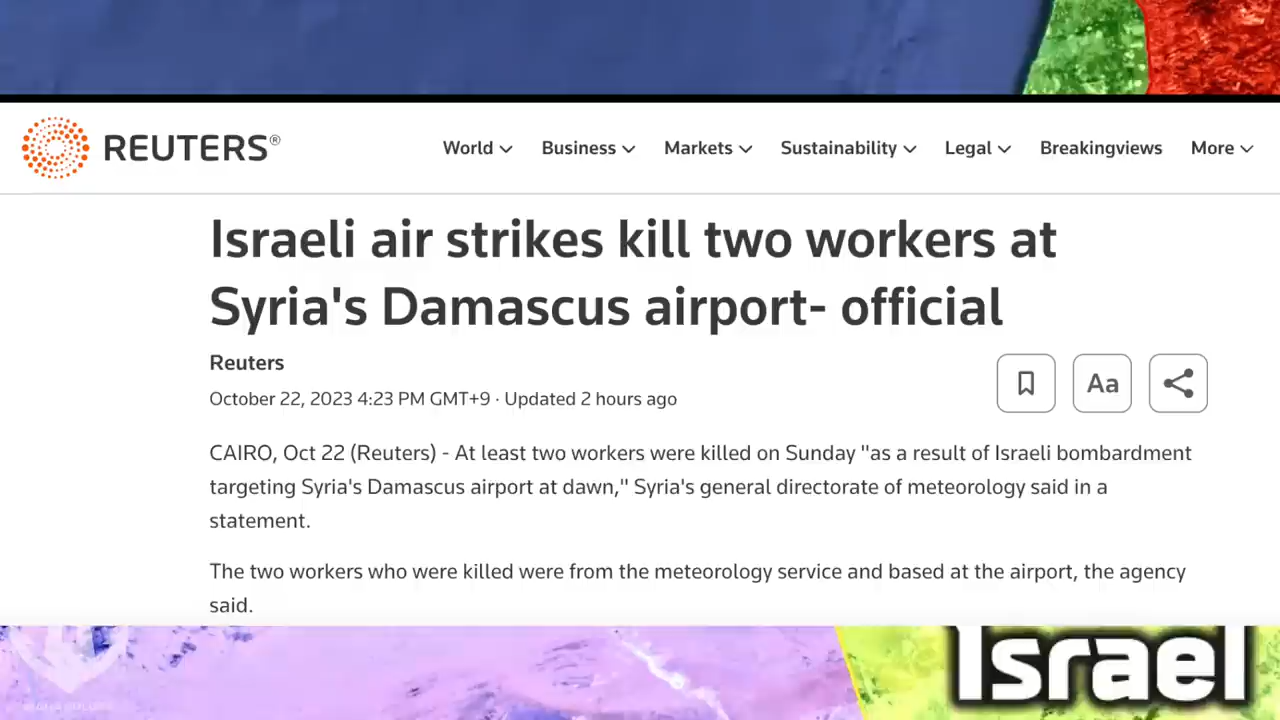 REUTERS®
World Business Markets Sustainability Legal Breakingviews More
Israeli air strikes kill two workers at
Syria's Damascus airport- official
Reuters
October 22, 2023 4:23 PM GMT+9 · Updated 2 hours ago
Aa
CAIRO, Oct 22 (Reuters) - At least two workers were killed on Sunday "as a result of Israeli bombardment
targeting Syria's Damascus airport at dawn," Syria's general directorate of meteorology said in a
statement.
The two workers who were killed were from the meteorology service and based at the airport, the agency
said.
Israel